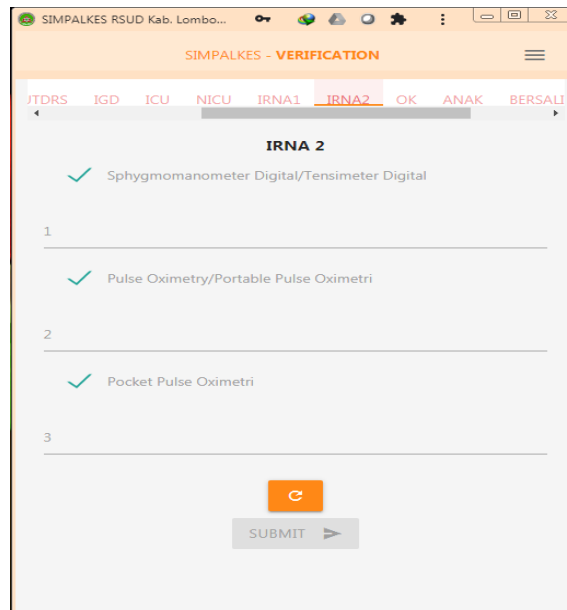 SIMPALKES RSUD Kab. Lombo...
SIMPALKES - VERIFICATION
JTDRS IGD ICU NICU IRNA1 IRNA2 OK ANAK BERSALI
IRNA 2
Sphygmomanometer Digital/Tensimeter Digital
1
Pulse Oximetry/Portable Pulse Oximetri
2
Pocket Pulse Oximetri
3
SUBMIT